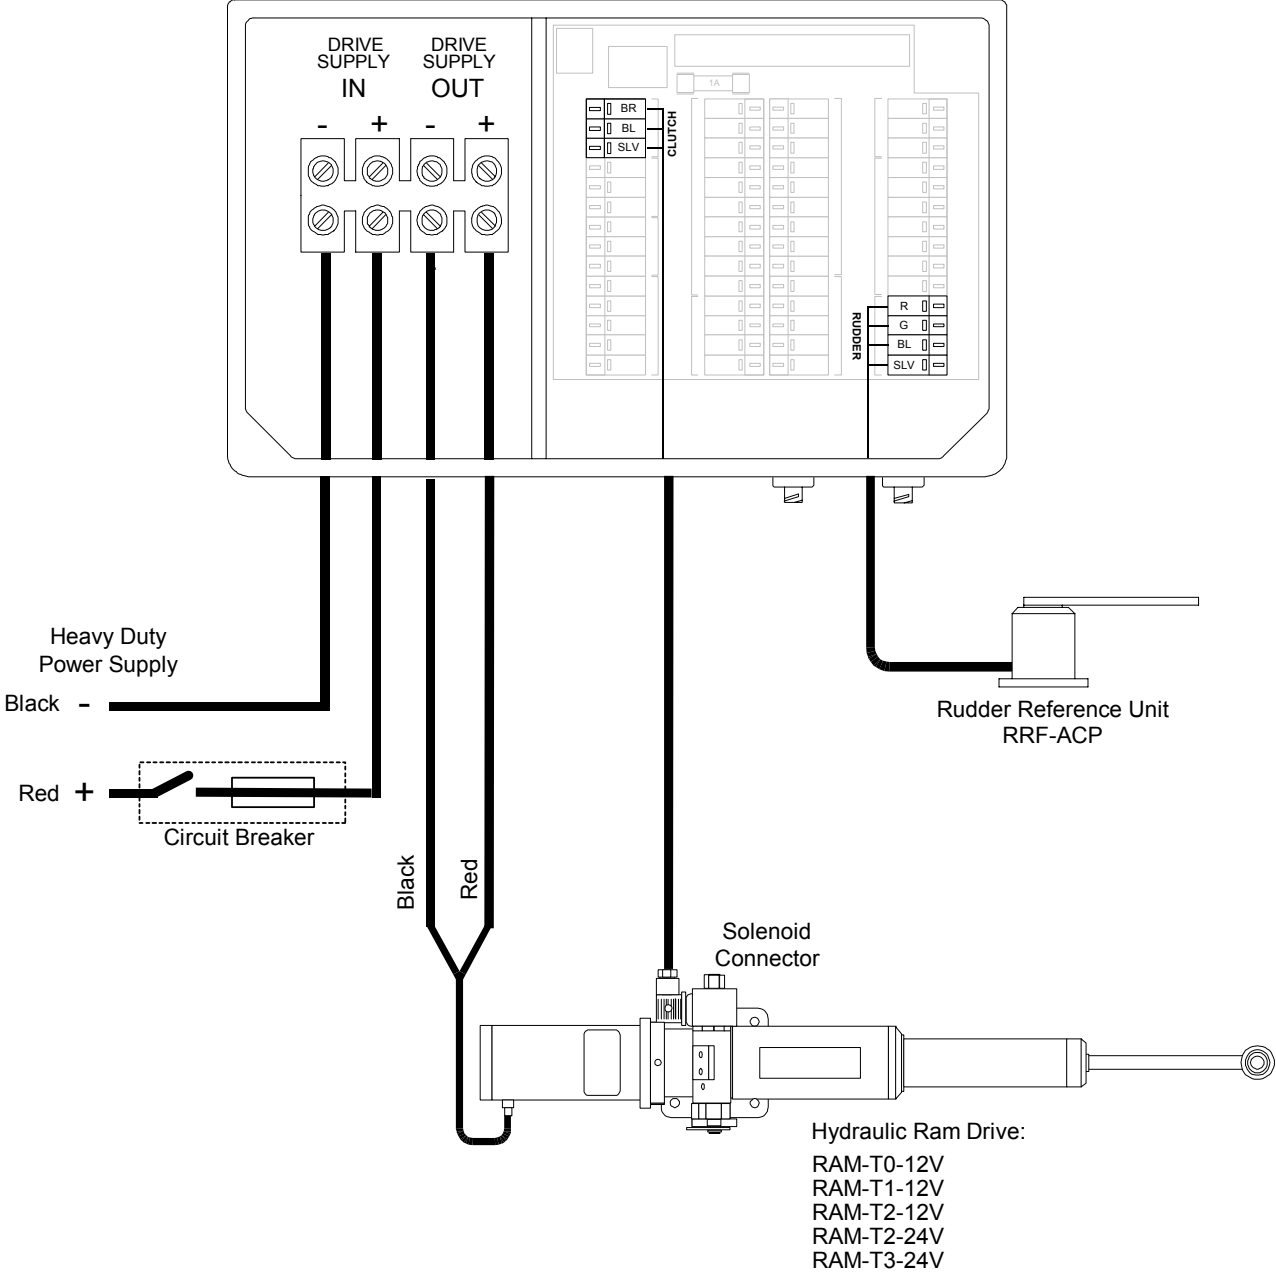 DRIVE
SUPPLY
IN
DRIVE
SUPPLY
OUT
- + - +
1A
BR
BL
SLV
CLUTCH
R
G
BL
SLV
RUDDER
Heavy Duty
Power Supply
Black -
Red +
Circuit Breaker
Black
Red
Rudder Reference Unit
RRF-ACP
Solenoid
Connector
Hydraulic Ram Drive:
RAM-T0-12V
RAM-T1-12V
RAM-T2-12V
RAM-T2-24V
RAM-T3-24V